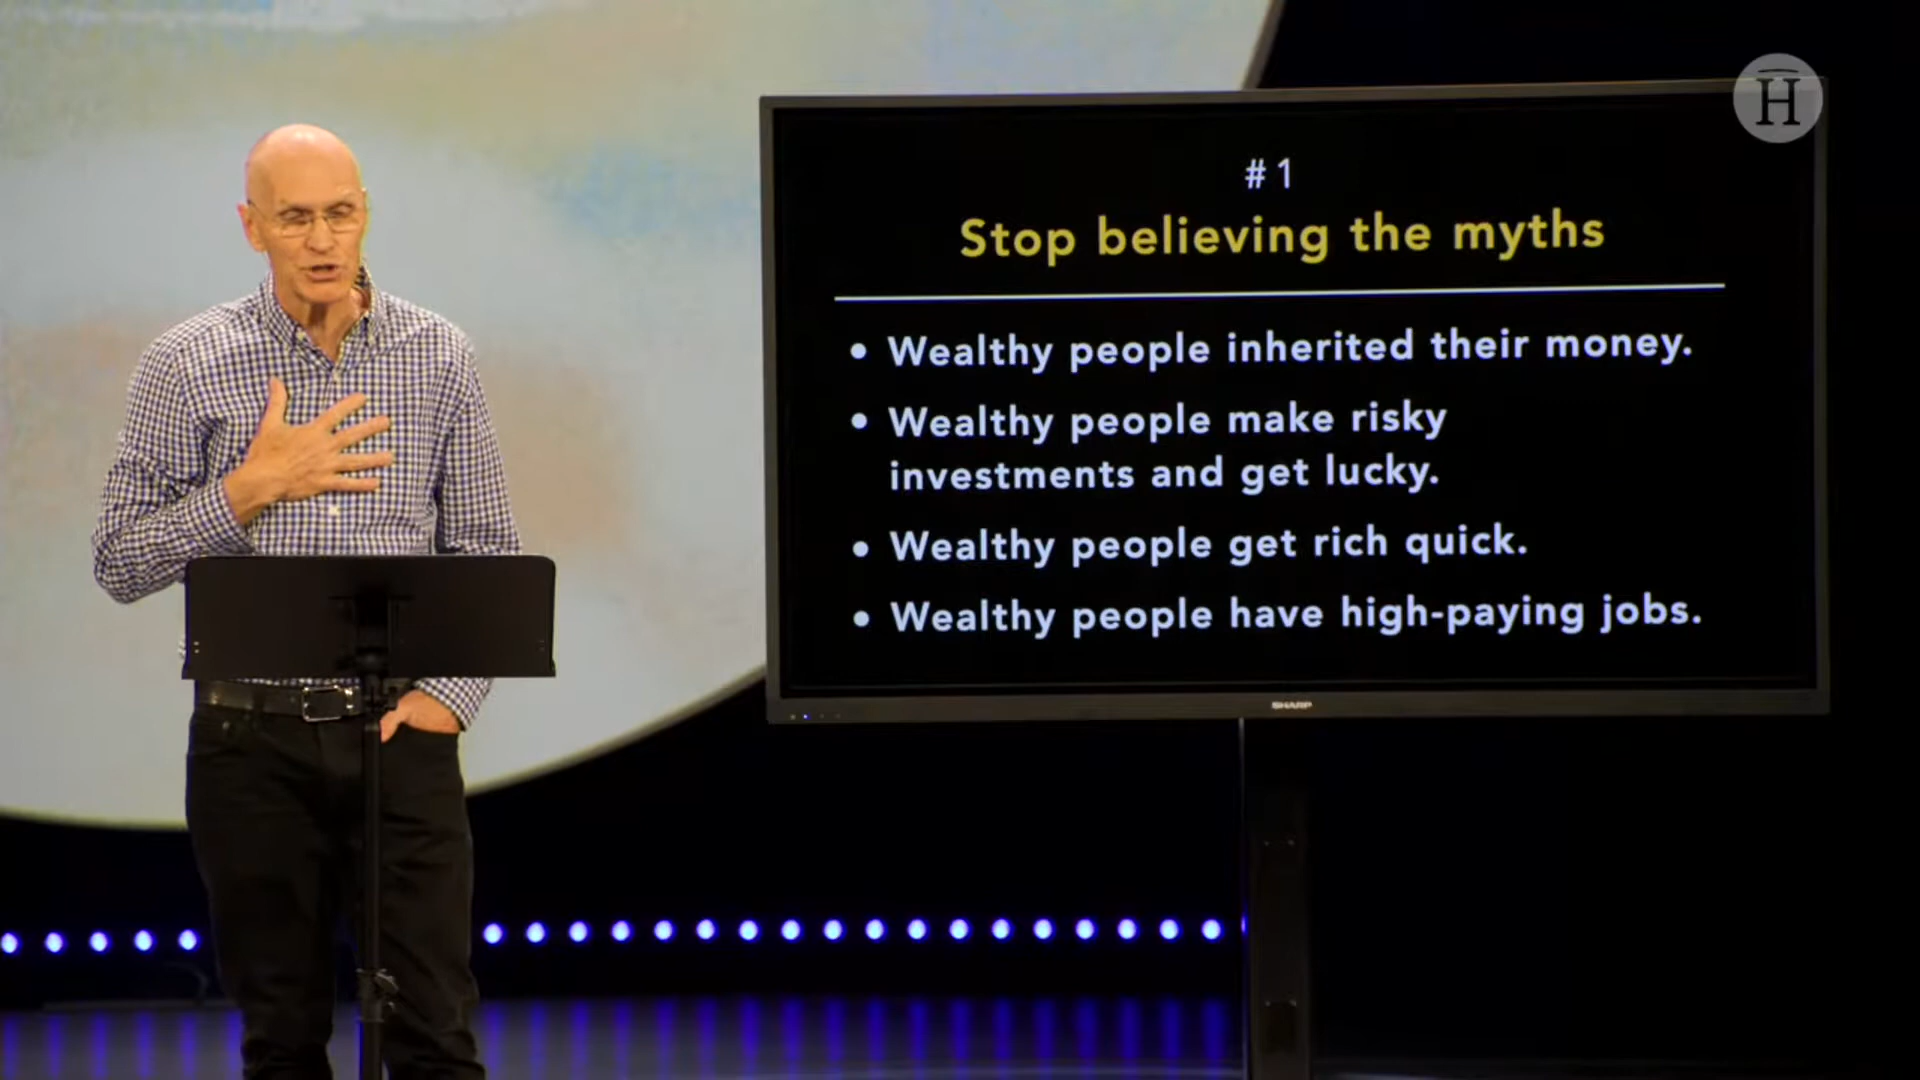 H
# 1
Stop believing the myths
• Wealthy people inherited their money.
• Wealthy people make risky
investments and get lucky.
• Wealthy people get rich quick.
• Wealthy people have high-paying jobs.
SHARP